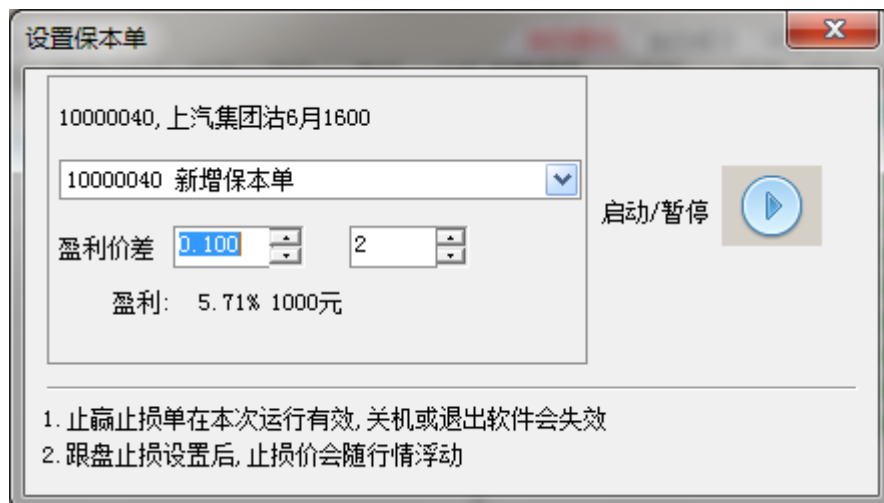 设置保本单
10000040,上汽集团沽6月1600
10000040 新增保本单
启动/暂停
盈利价差 0.100 2
盈利: 5.71% 1000元
1.止赢止损单在本次运行有效,关机或退出软件会失效
2.跟盘止损设置后,止损价会随行情浮动